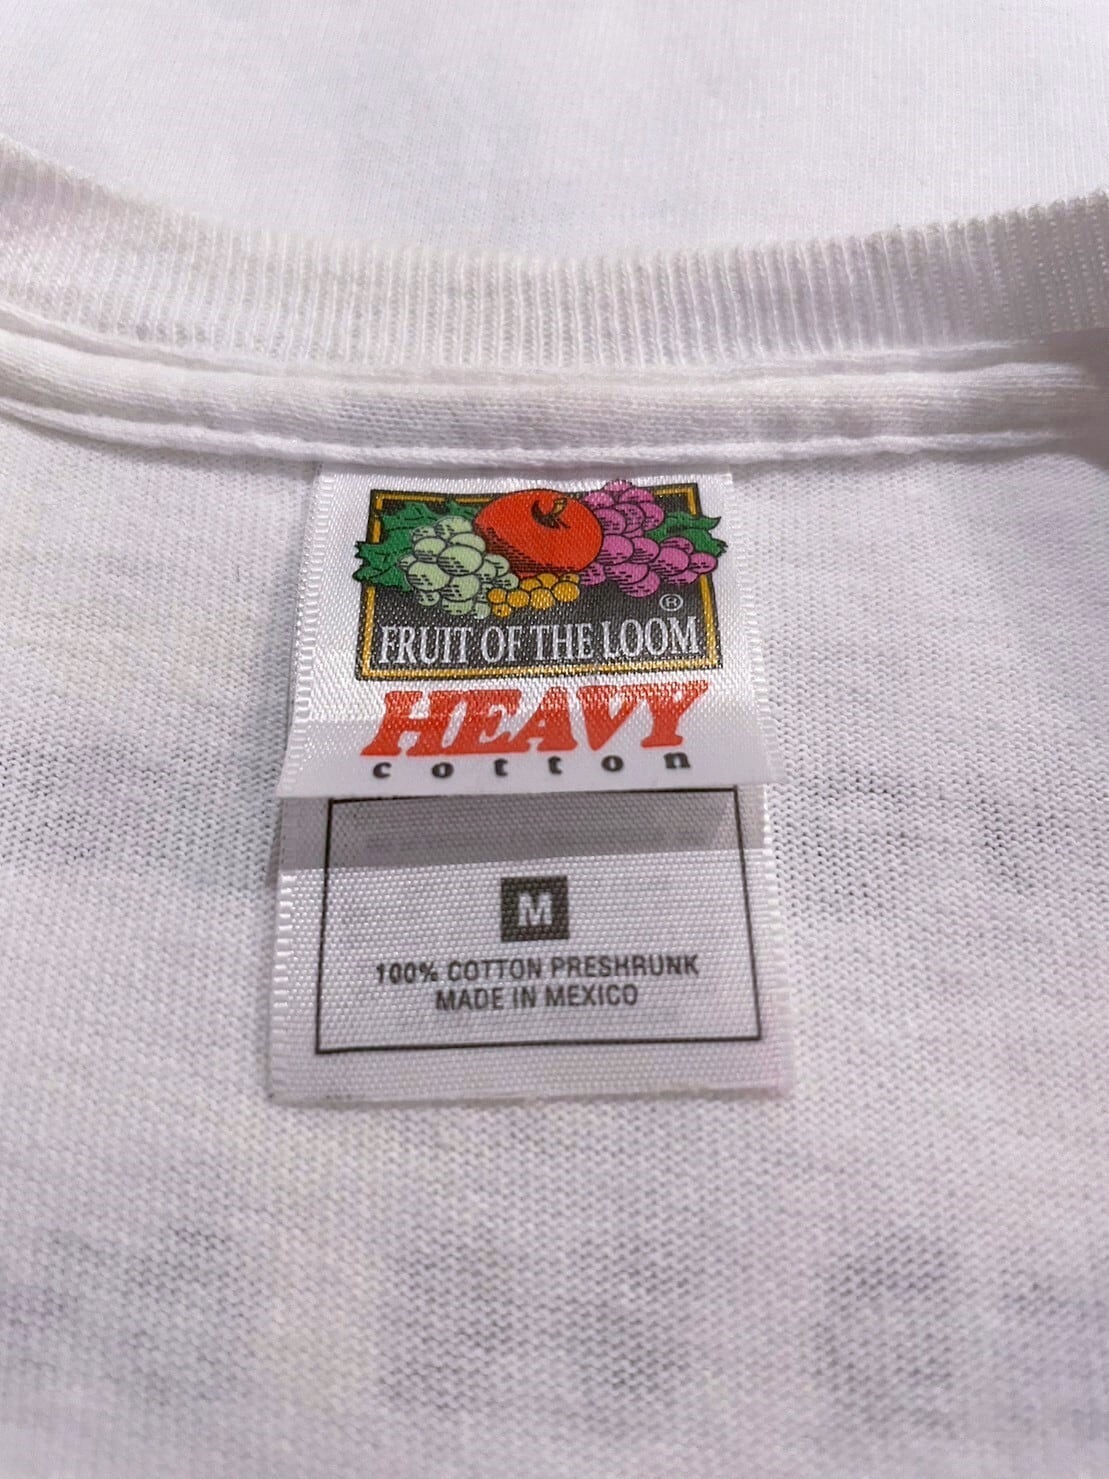 ®
FRUIT OF THE LOOM
HEAVY
cotton
M
100% COTTON PRESHRUNK
MADE IN MEXICO